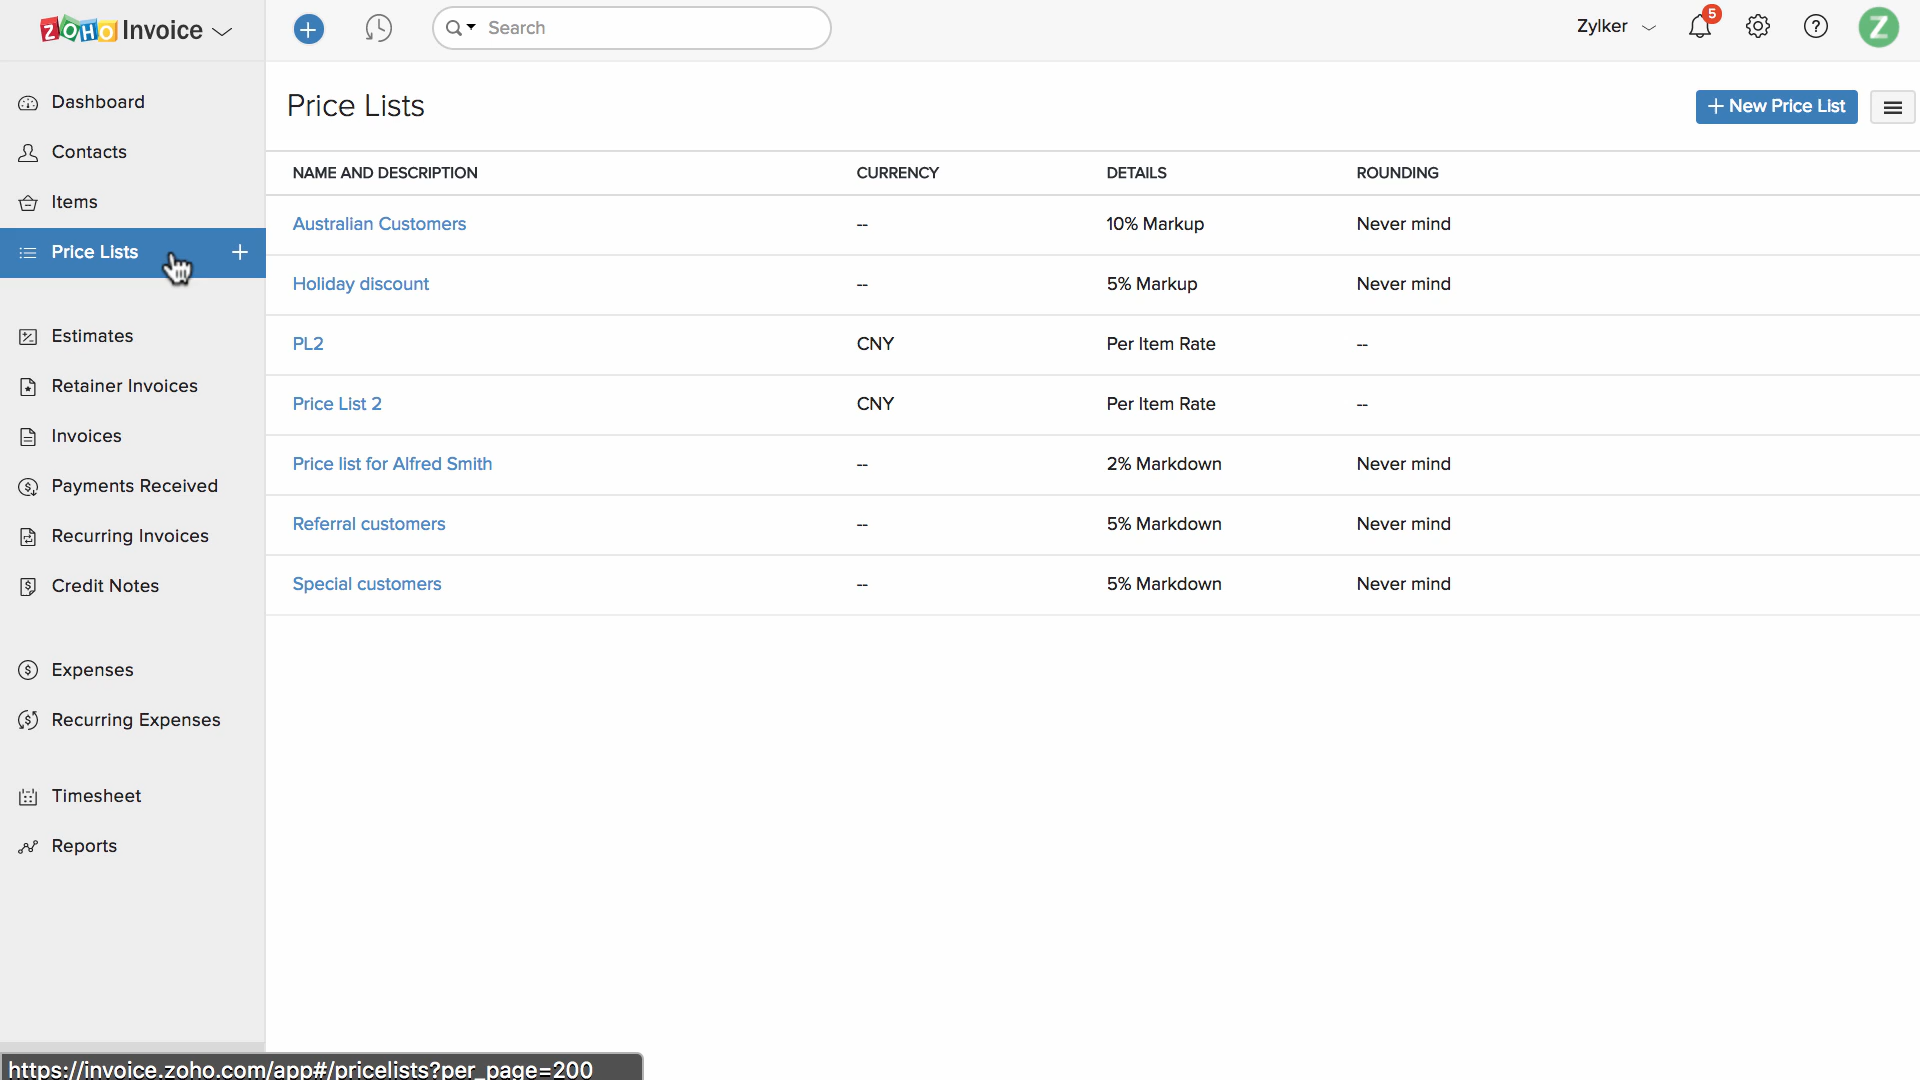 ZOHO Invoice
Search
Zylker
5
Z
Dashboard
Contacts
Items
Price Lists
Estimates
Retainer Invoices
Invoices
Payments Received
Recurring Invoices
Credit Notes
Expenses
Recurring Expenses
Timesheet
Reports
Price Lists
+ New Price List
NAME AND DESCRIPTION CURRENCY DETAILS ROUNDING
Australian Customers -- 10% Markup Never mind
Holiday discount -- 5% Markup Never mind
PL2 CNY Per Item Rate --
Price List 2 CNY Per Item Rate --
Price list for Alfred Smith -- 2% Markdown Never mind
Referral customers -- 5% Markdown Never mind
Special customers -- 5% Markdown Never mind
https://invoice.zoho.com/app#/pricelists?per_page=200